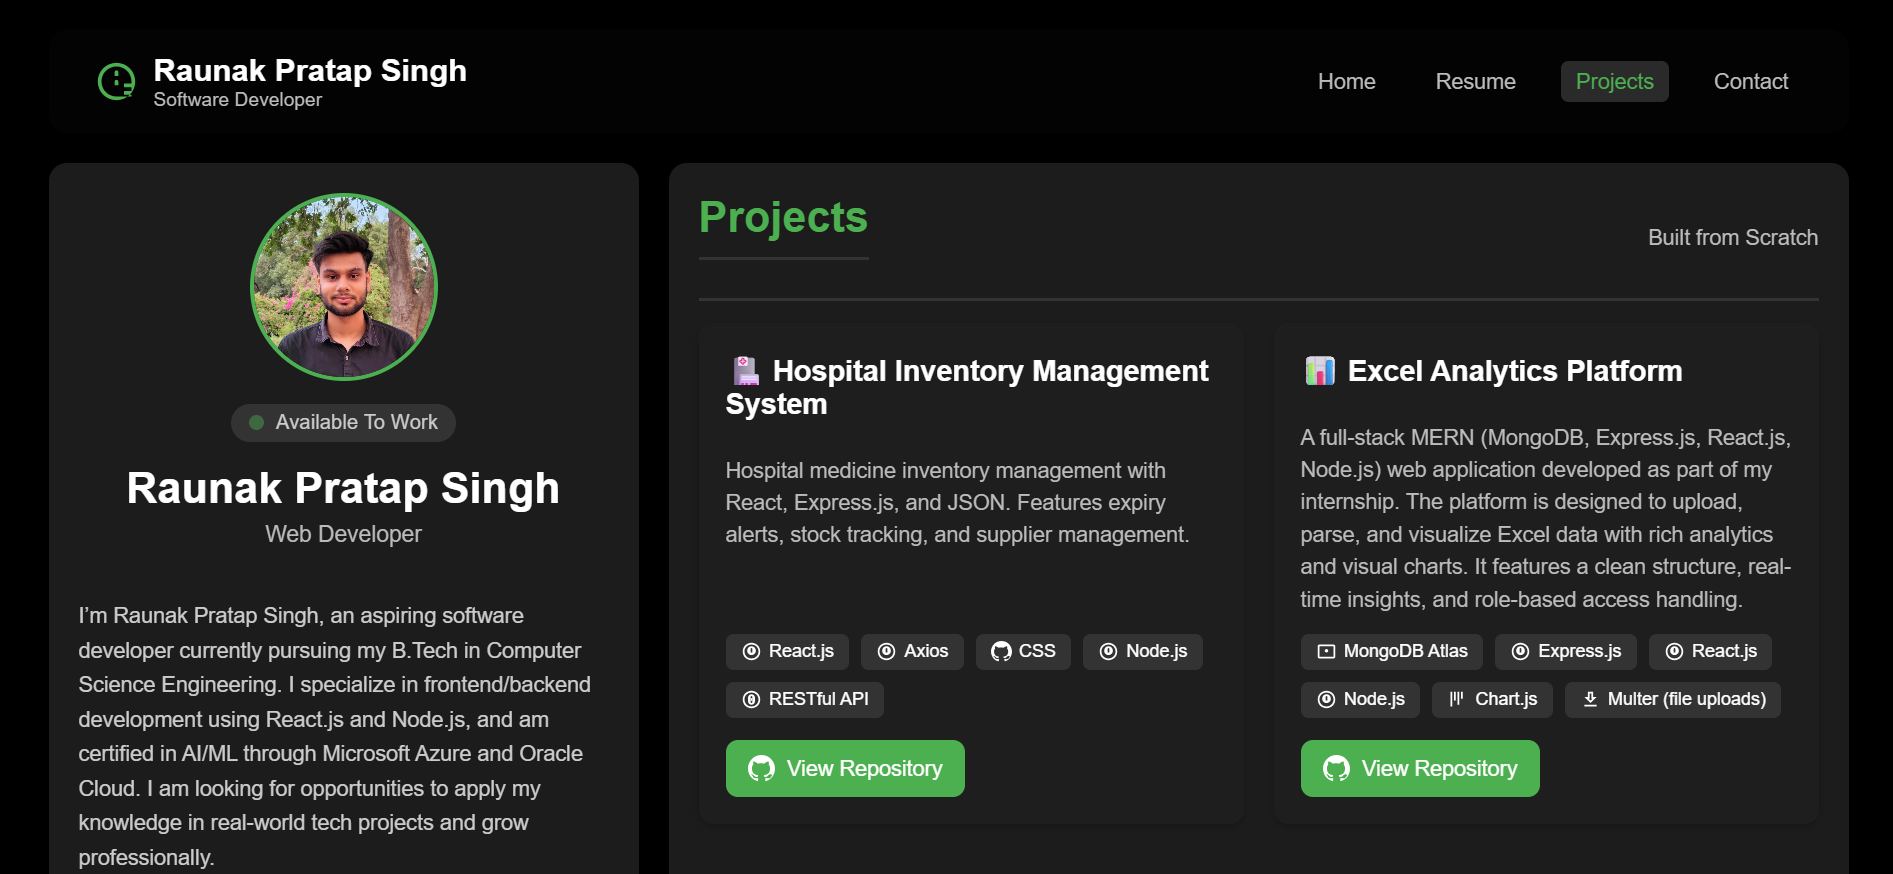 Raunak Pratap Singh
Software Developer
Home
Resume
Projects
Contact
Available To Work
Raunak Pratap Singh
Web Developer
I’m Raunak Pratap Singh, an aspiring software
developer currently pursuing my B.Tech in Computer
Science Engineering. I specialize in frontend/backend
development using React.js and Node.js, and am
certified in AI/ML through Microsoft Azure and Oracle
Cloud. I am looking for opportunities to apply my
knowledge in real-world tech projects and grow
professionally.
Projects
Built from Scratch
Hospital Inventory Management
System
Hospital medicine inventory management with
React, Express.js, and JSON. Features expiry
alerts, stock tracking, and supplier management.
React.js
Axios
CSS
Node.js
RESTful API
View Repository
Excel Analytics Platform
A full-stack MERN (MongoDB, Express.js, React.js,
Node.js) web application developed as part of my
internship. The platform is designed to upload,
parse, and visualize Excel data with rich analytics
and visual charts. It features a clean structure, real-
time insights, and role-based access handling.
MongoDB Atlas
Express.js
React.js
Node.js
Chart.js
Multer (file uploads)
View Repository